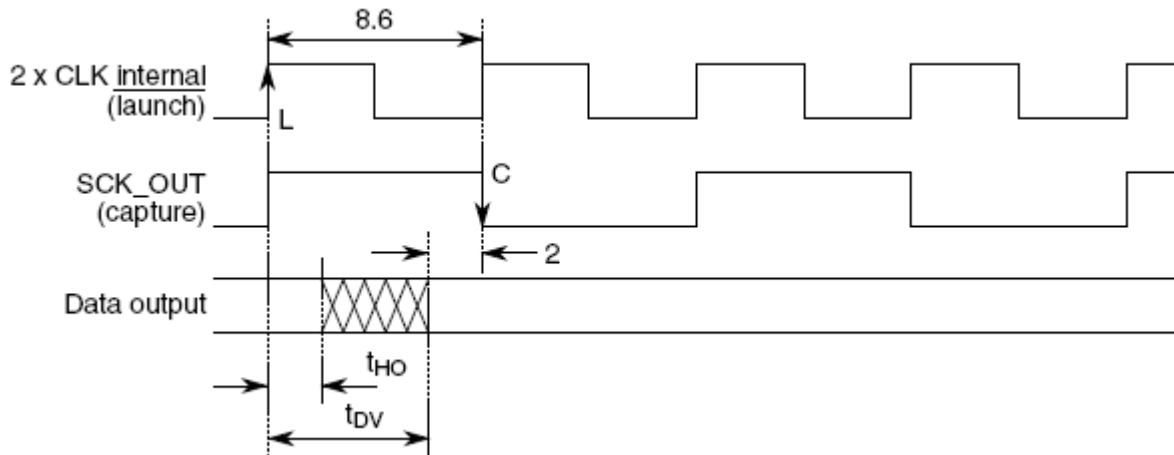 8.6
2 x CLK internal
(launch)
L
SCK_OUT
(capture)
C
2
Data output
tHO
tDV